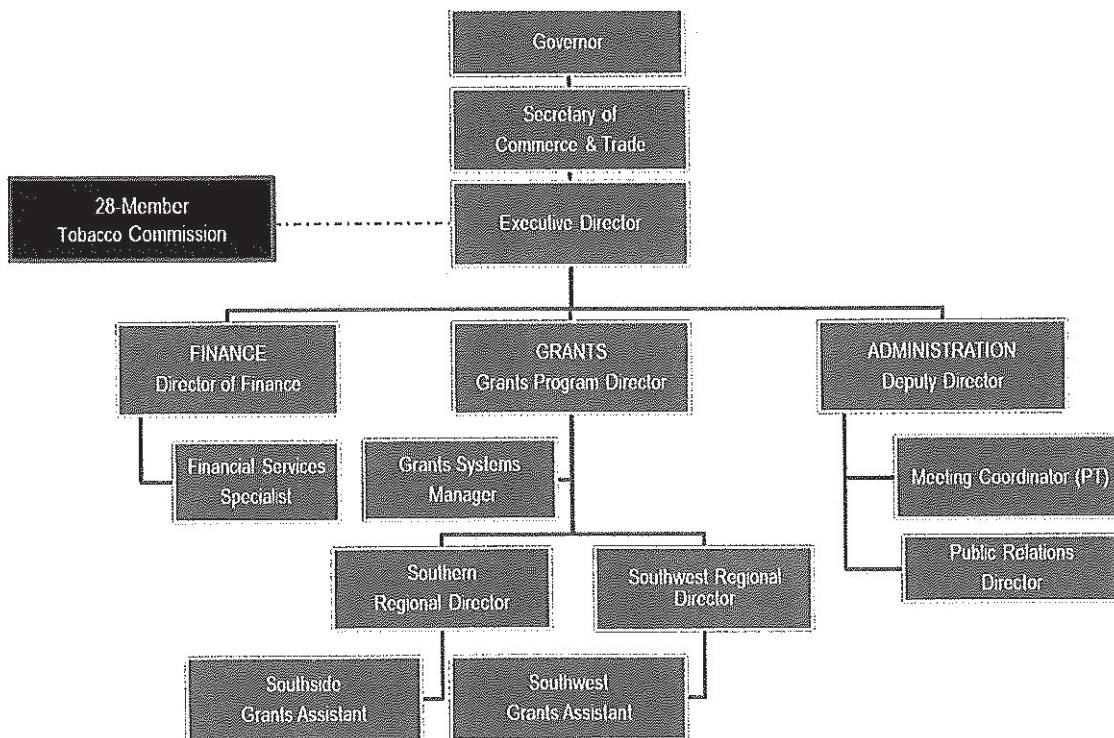 Governor
Secretary of
Commerce & Trade
28-Member
Tobacco Commission
Executive Director
FINANCE
Director of Finance
GRANTS
Grants Program Director
ADMINISTRATION
Deputy Director
Financial Services
Specialist
Grants Systems
Manager
Meeting Coordinator (PT)
Southern
Regional Director
Southwest Regional
Director
Public Relations
Director
Southside
Grants Assistant
Southwest
Grants Assistant